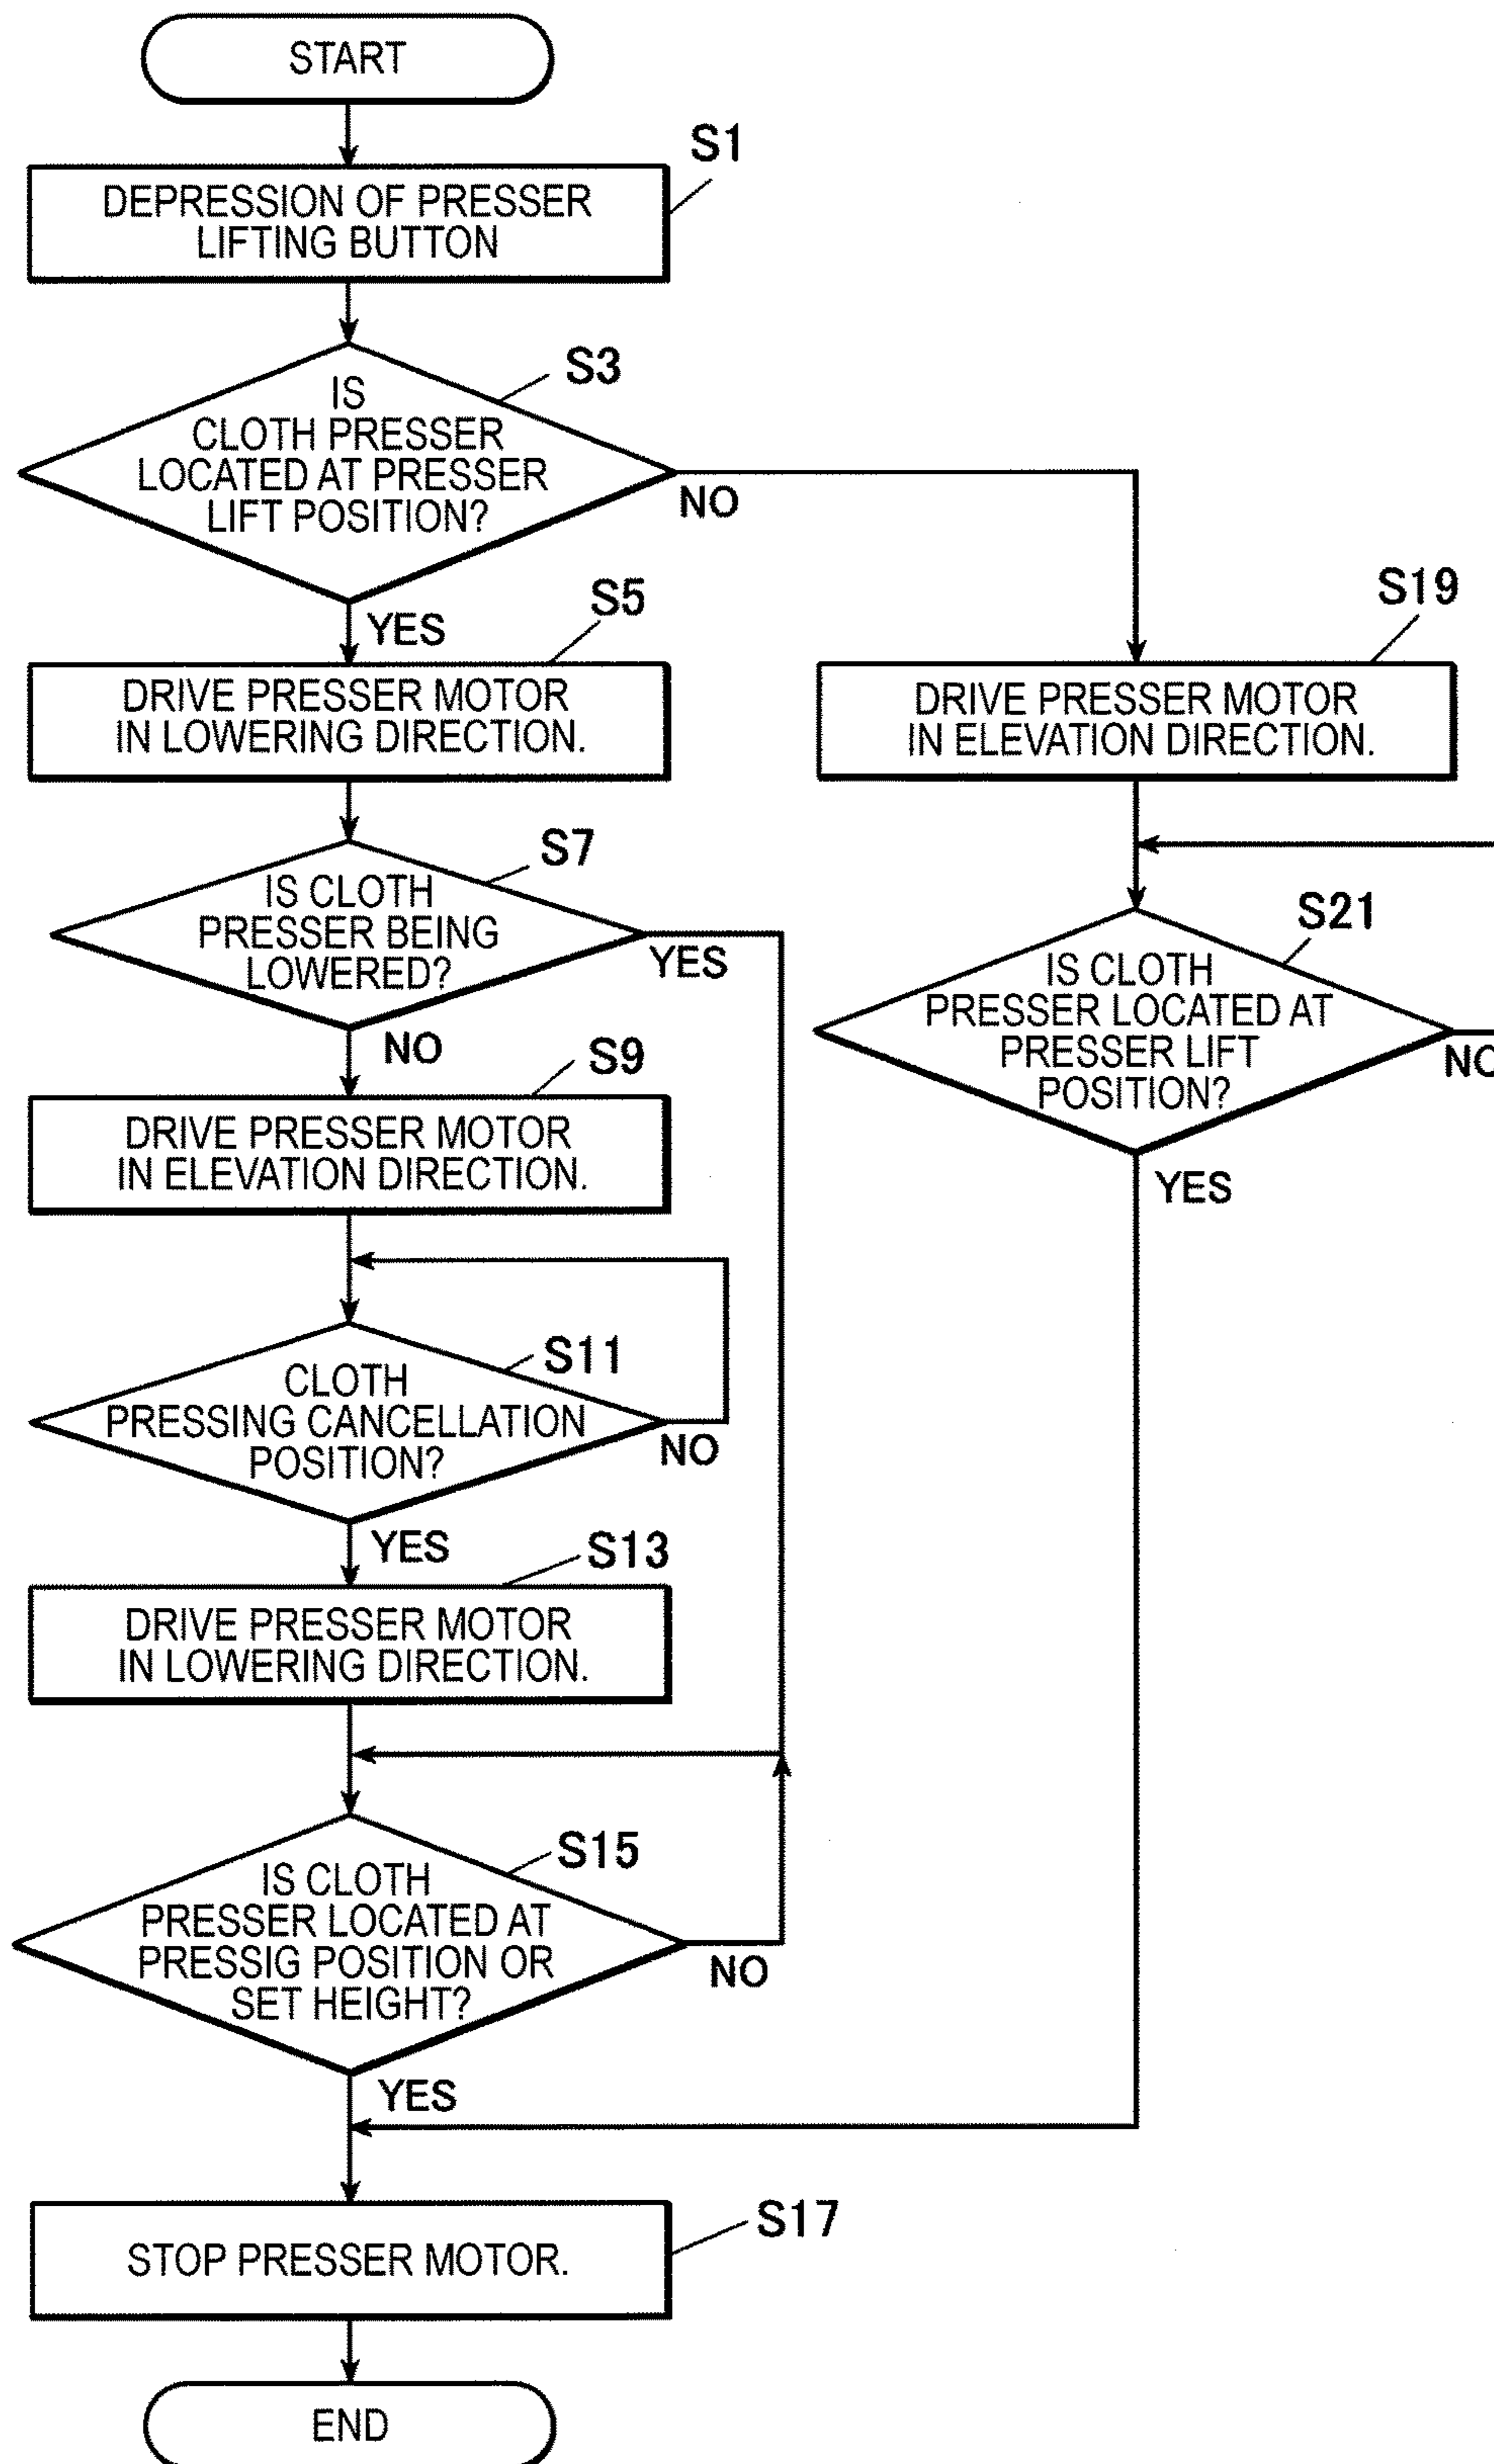 START
S1
DEPRESSION OF PRESSER
LIFTING BUTTON
S3
IS
CLOTH PRESSER
LOCATED AT PRESSER
LIFT POSITION?
NO
YES
S5
DRIVE PRESSER MOTOR
IN LOWERING DIRECTION.
S19
DRIVE PRESSER MOTOR
IN ELEVATION DIRECTION.
S7
IS CLOTH
PRESSER BEING
LOWERED?
YES
NO
S21
IS CLOTH
PRESSER LOCATED AT
PRESSER LIFT
POSITION?
NO
YES
S9
DRIVE PRESSER MOTOR
IN ELEVATION DIRECTION.
S11
CLOTH
PRESSING CANCELLATION
POSITION?
NO
YES
S13
DRIVE PRESSER MOTOR
IN LOWERING DIRECTION.
S15
IS CLOTH
PRESSER LOCATED AT
PRESSIG POSITION OR
SET HEIGHT?
NO
YES
S17
STOP PRESSER MOTOR.
END